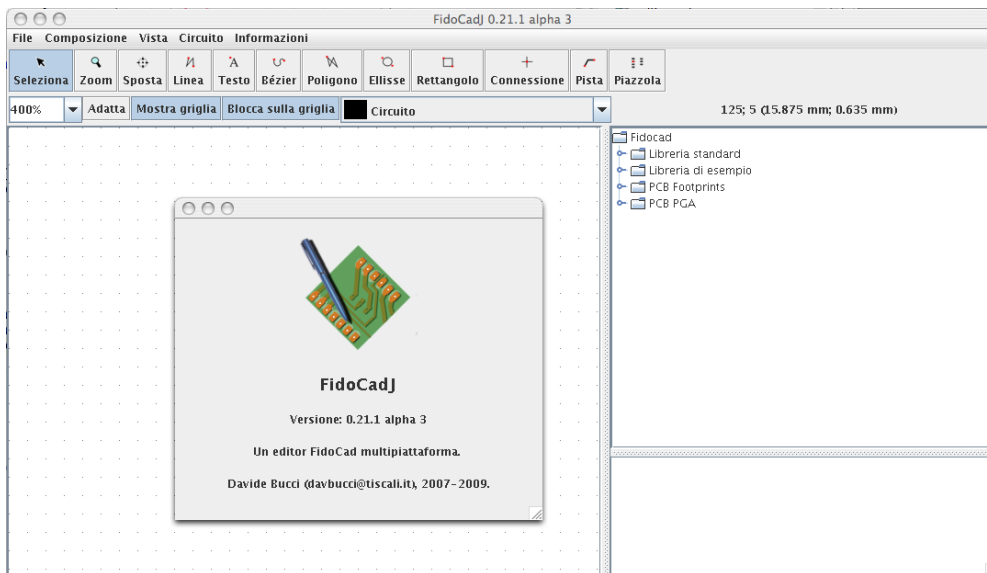 FidoCadJ 0.21.1 alpha 3
File Composizione Vista Circuito Informazioni
Seleziona Zoom Sposta Linea Testo Bézier Poligono Ellisse Rettangolo Connessione Pista Piazzola
400% Adatta Mostra griglia Blocca sulla griglia Circuito 125; 5 (15.875 mm; 0.635 mm)
Fidocad
Libreria standard
Libreria di esempio
PCB Footprints
PCB PGA
FidoCadJ
Versione: 0.21.1 alpha 3
Un editor FidoCad multipiattaforma.
Davide Bucci (davbucci@tiscali.it), 2007-2009.